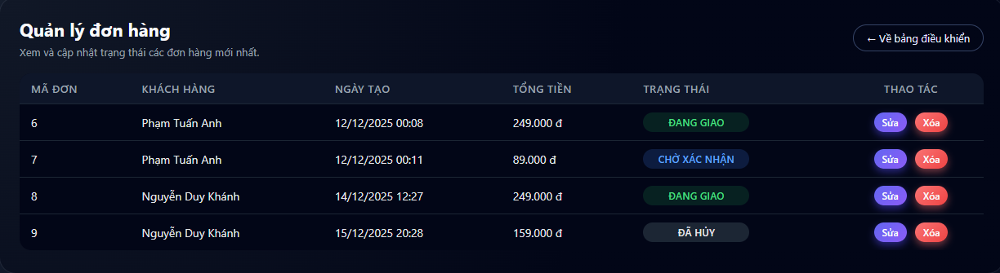 Quản lý đơn hàng
Xem và cập nhật trạng thái các đơn hàng mới nhất.
← Về bảng điều khiển
MÃ ĐƠN KHÁCH HÀNG NGÀY TẠO TỔNG TIỀN TRẠNG THÁI THAO TÁC
6 Phạm Tuấn Anh 12/12/2025 00:08 249.000 đ ĐANG GIAO Sửa Xóa
7 Phạm Tuấn Anh 12/12/2025 00:11 89.000 đ CHỜ XÁC NHẬN Sửa Xóa
8 Nguyễn Duy Khánh 14/12/2025 12:27 249.000 đ ĐANG GIAO Sửa Xóa
9 Nguyễn Duy Khánh 15/12/2025 20:28 159.000 đ ĐÃ HỦY Sửa Xóa